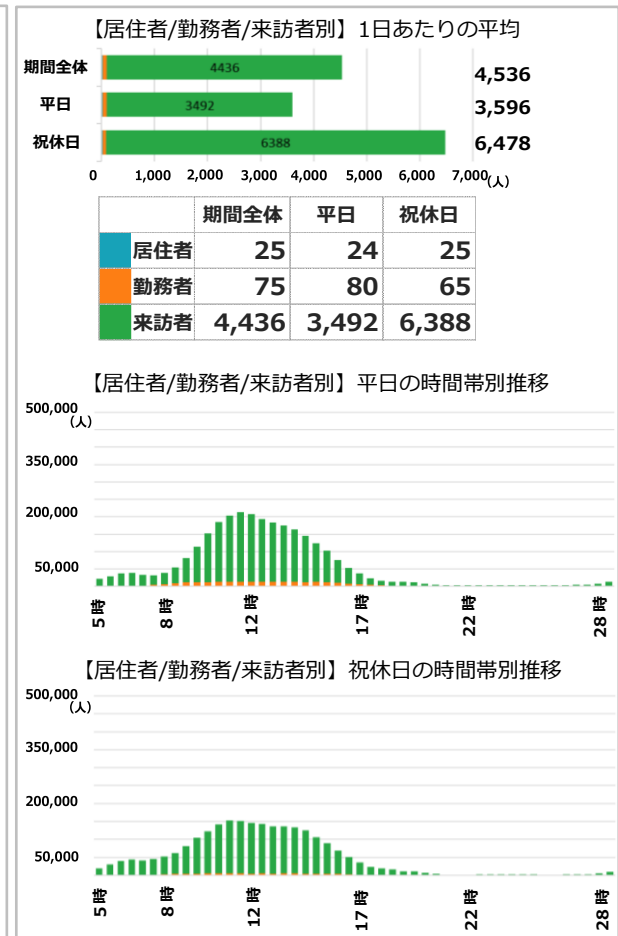 【居住者/勤務者/来訪者別】1日あたりの平均
期間全体 4436 4,536
平日 3492 3,596
祝休日 6388 6,478
0 1,000 2,000 3,000 4,000 5,000 6,000 7,000(人)
期間全体 平日 祝休日
居住者 25 24 25
勤務者 75 80 65
来訪者 4,436 3,492 6,388
【居住者/勤務者/来訪者別】平日の時間帯別推移
500,000
(人)
350,000
200,000
50,000
5時 8時 12時 17時 22時 28時
【居住者/勤務者/来訪者別】祝休日の時間帯別推移
500,000
(人)
350,000
200,000
50,000
5時 8時 12時 17時 22時 28時